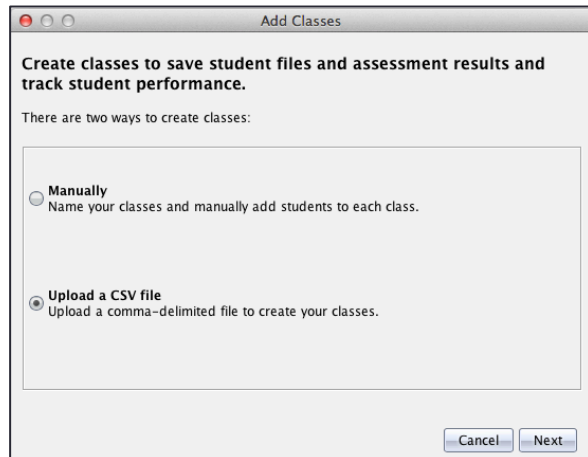 Add Classes
Create classes to save student files and assessment results and
track student performance.
There are two ways to create classes:
Manually
Name your classes and manually add students to each class.
Upload a CSV file
Upload a comma-delimited file to create your classes.
Cancel Next